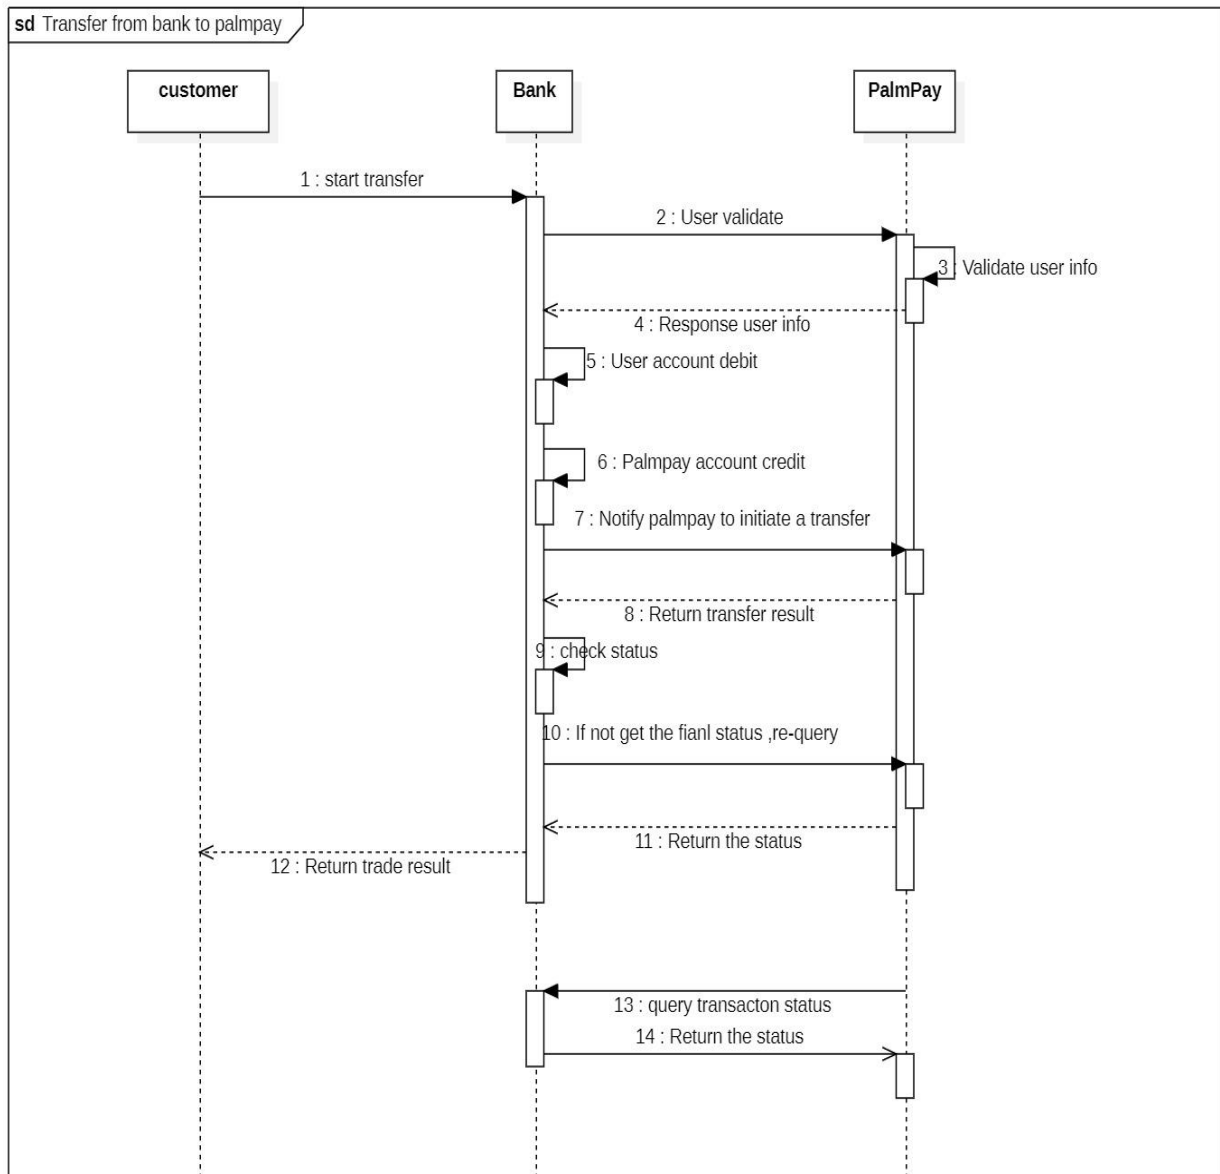 sd Transfer from bank to palmpay
customer
Bank
PalmPay
1 : start transfer
2 : User validate
3 : Validate user info
4 : Response user info
5 : User account debit
6 : Palmpay account credit
7 : Notify palmpay to initiate a transfer
8 : Return transfer result
9 : check status
10 : If not get the fianl status ,re-query
11 : Return the status
12 : Return trade result
13 : query transacton status
14 : Return the status